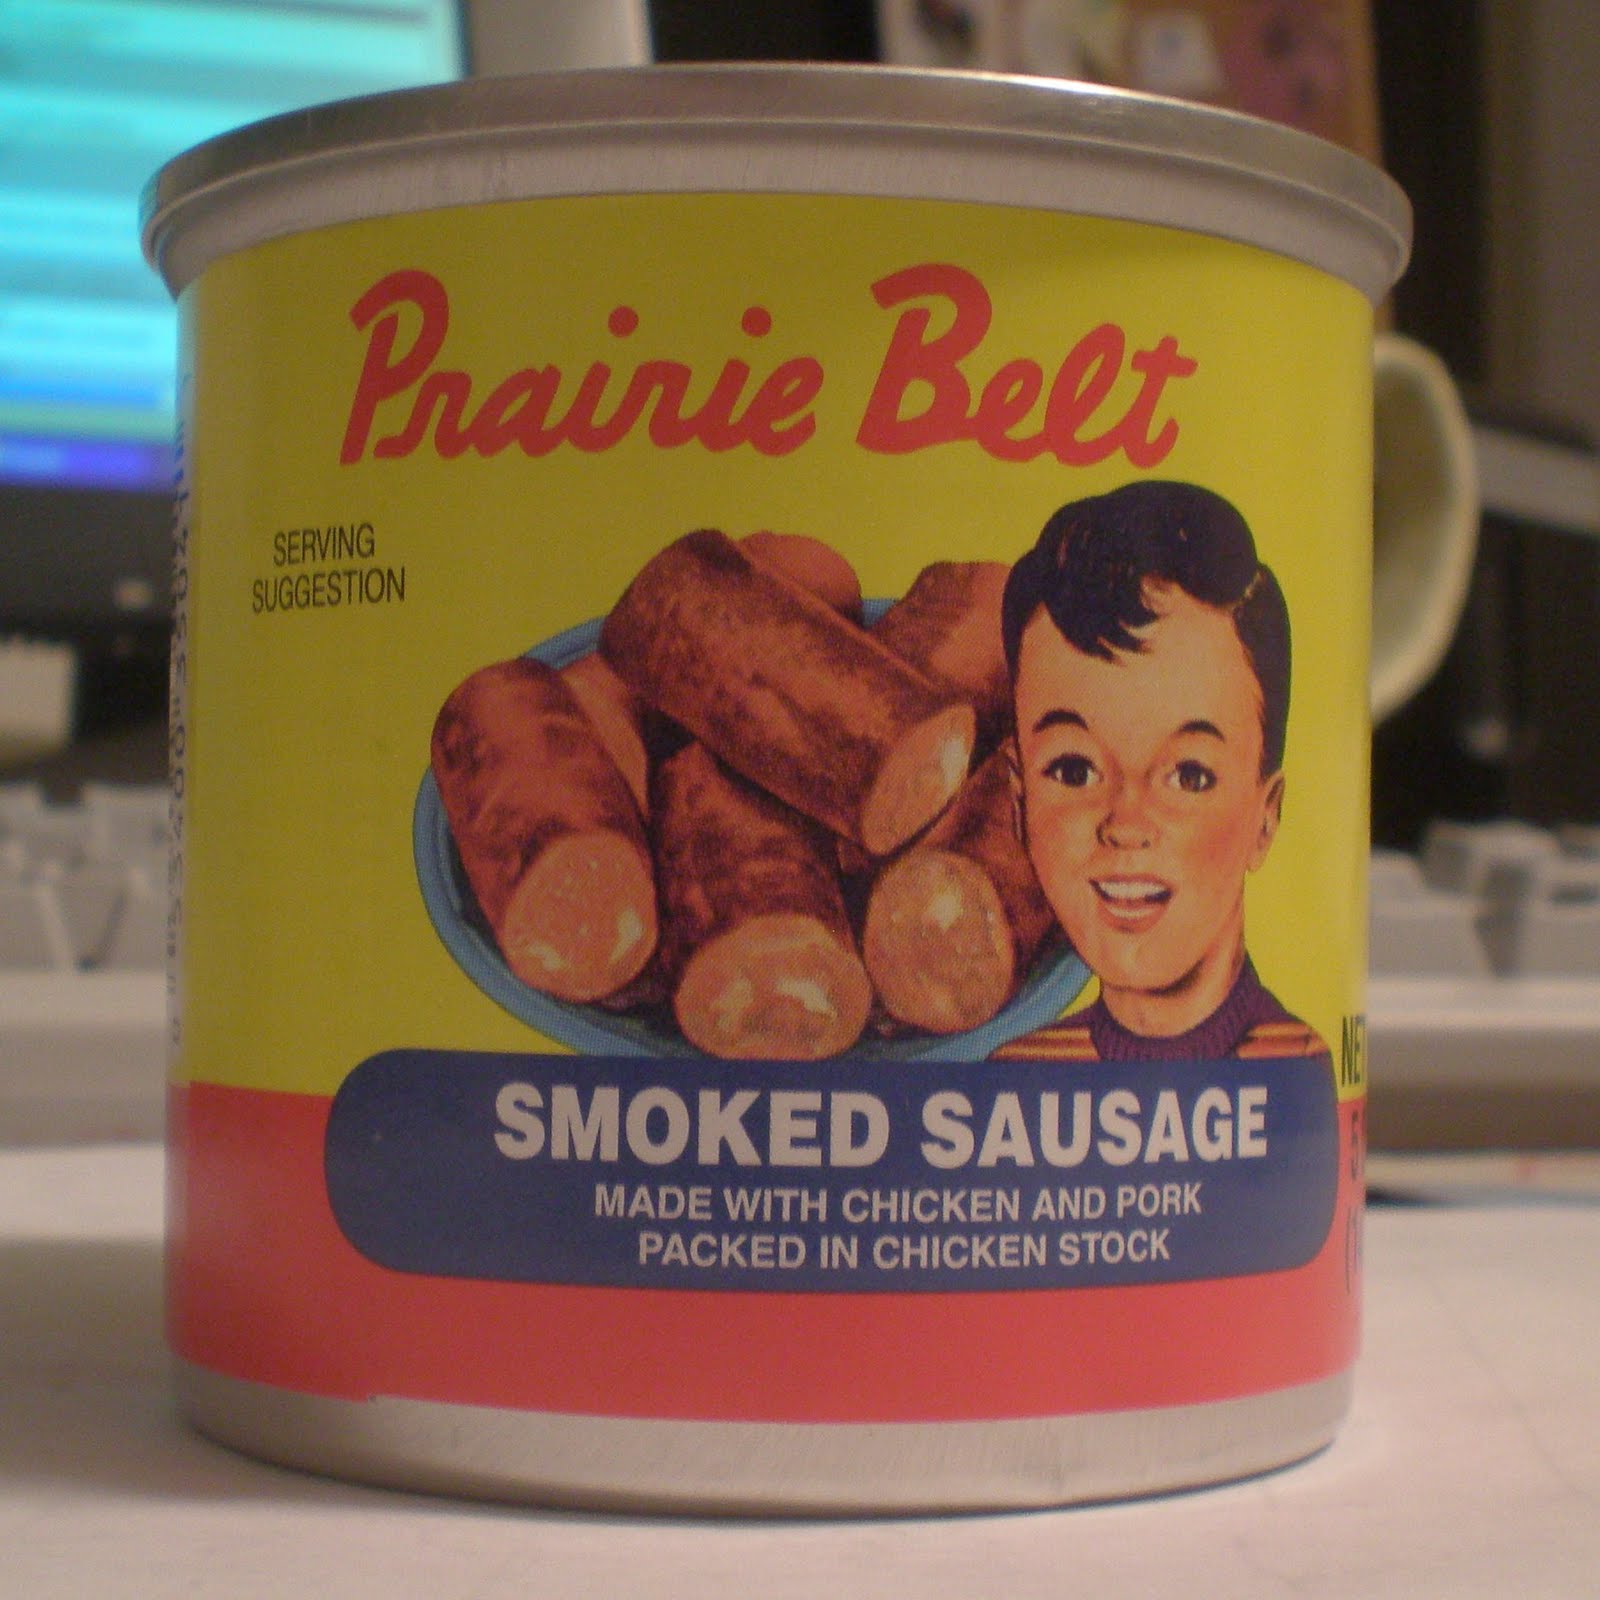 Prairie Belt
SERVING
SUGGESTION
SMOKED SAUSAGE
MADE WITH CHICKEN AND PORK
PACKED IN CHICKEN STOCK